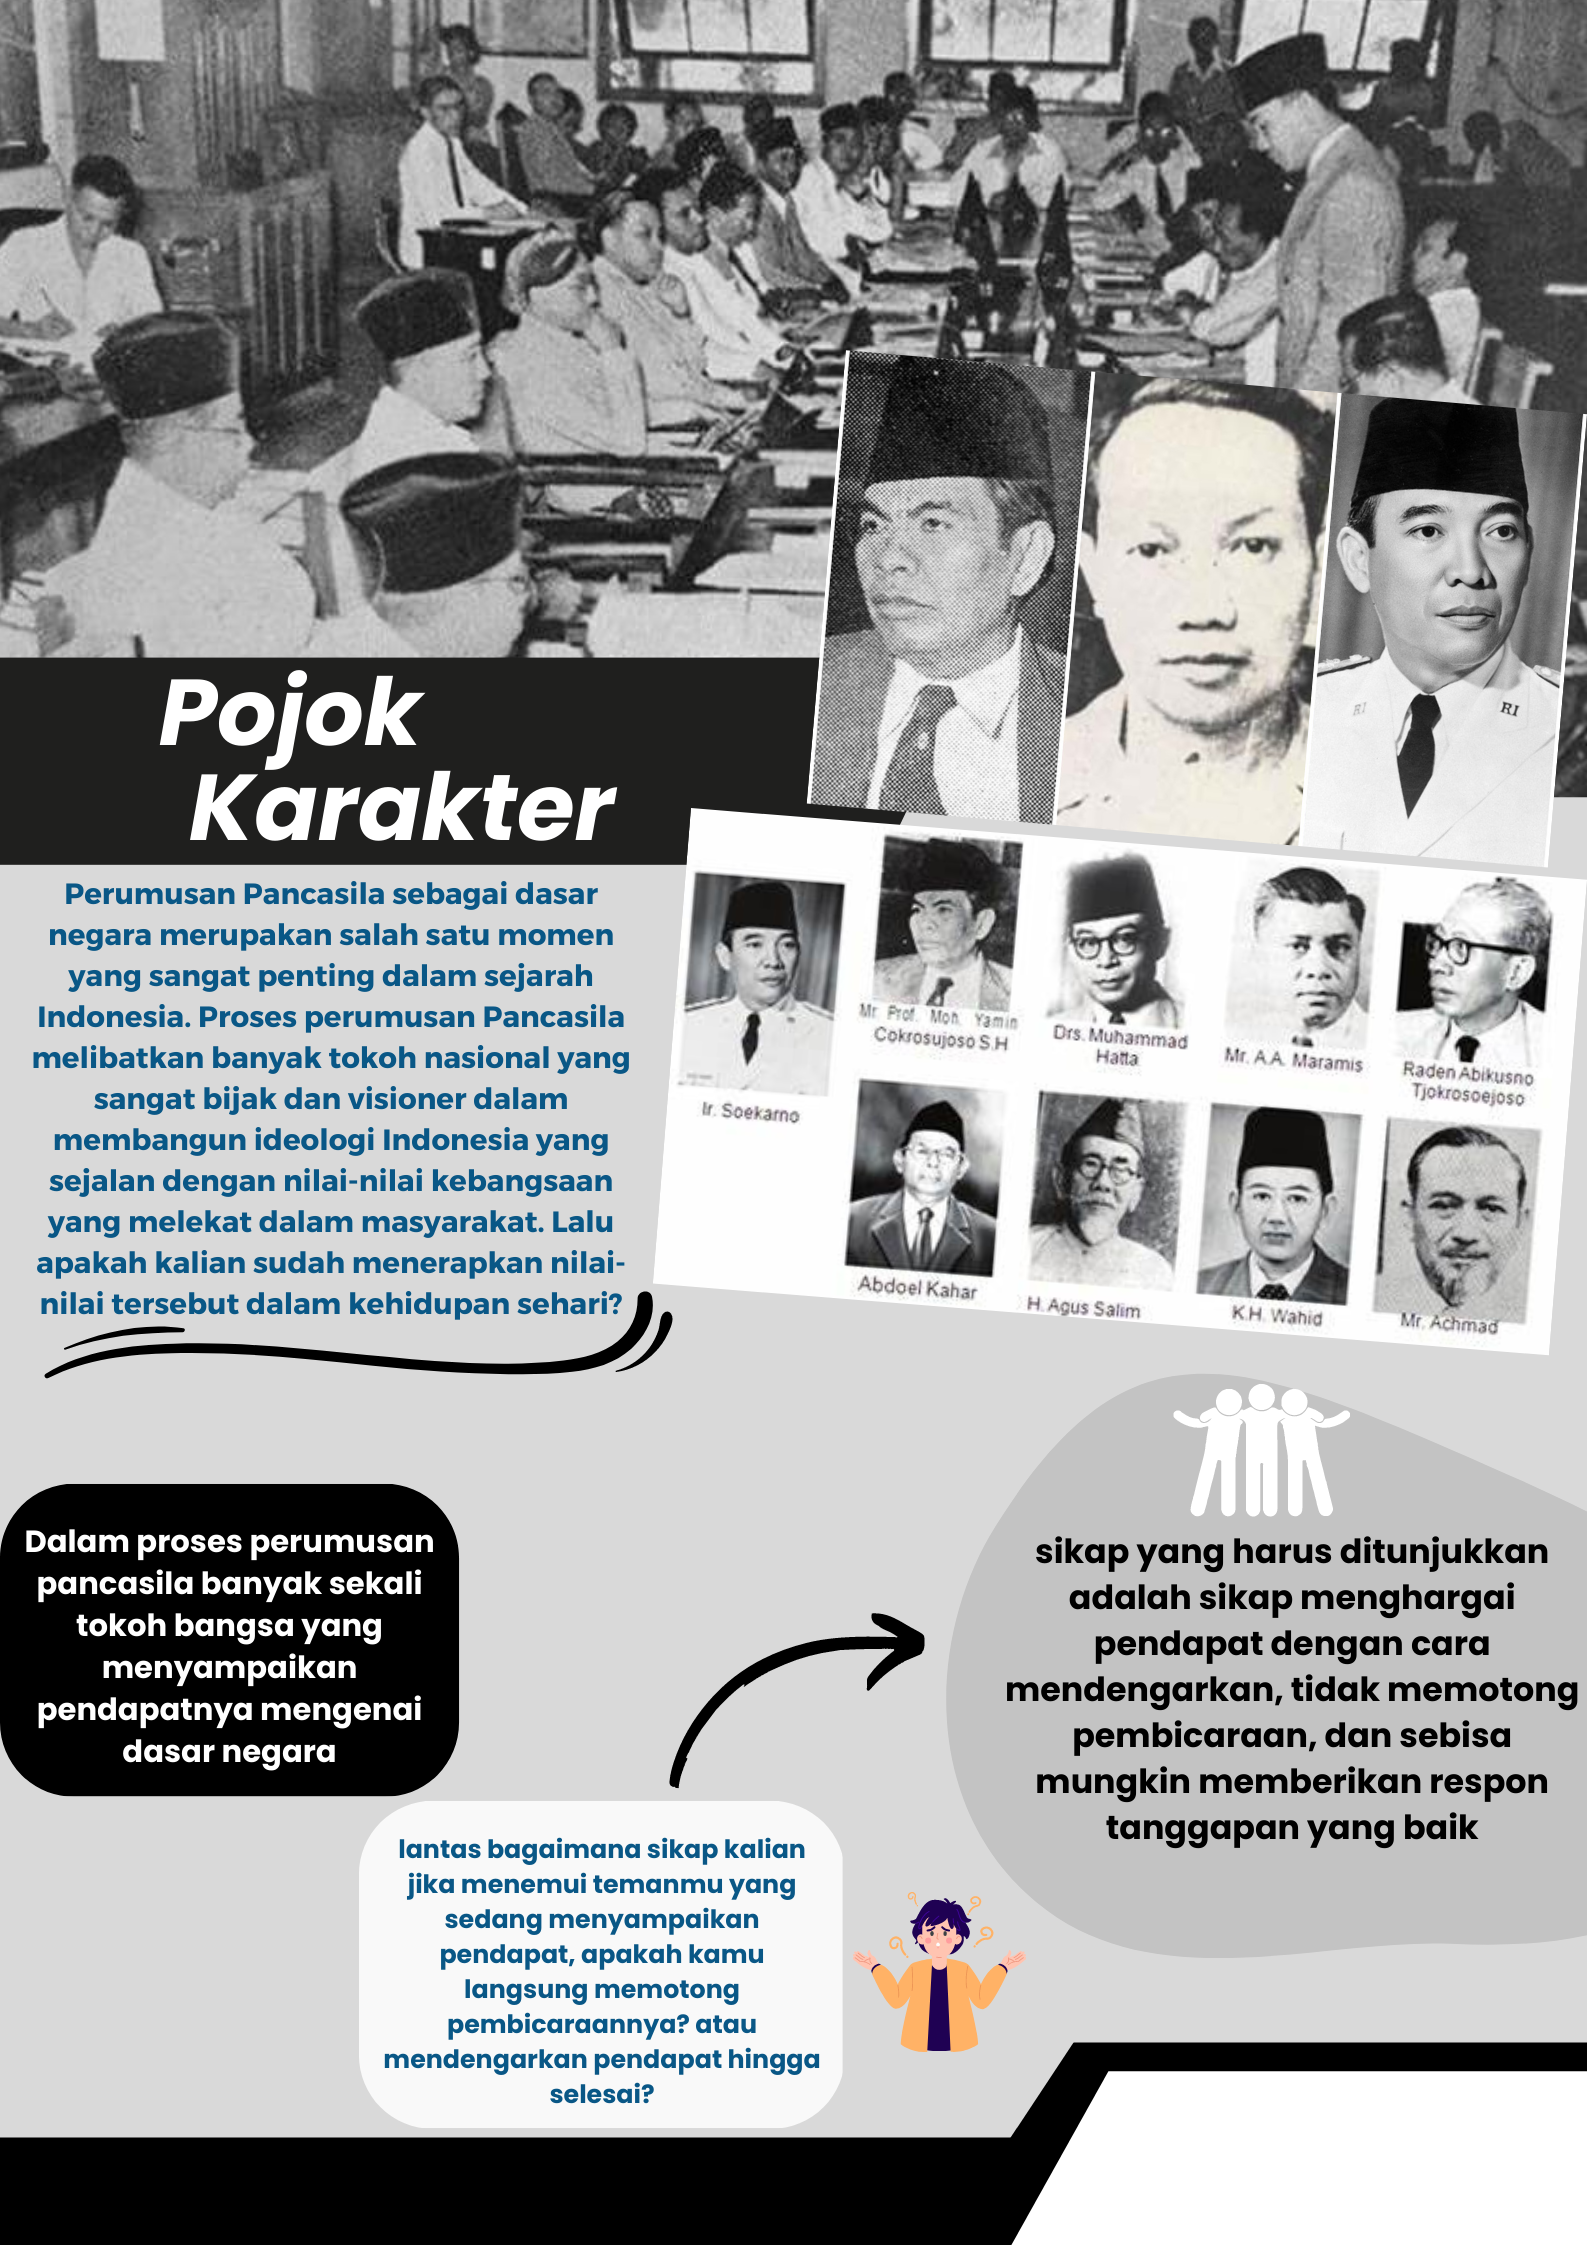 Pojok
Karakter
Perumusan Pancasila sebagai dasar
negara merupakan salah satu momen
yang sangat penting dalam sejarah
Indonesia. Proses perumusan Pancasila
melibatkan banyak tokoh nasional yang
sangat bijak dan visioner dalam
membangun ideologi Indonesia yang
sejalan dengan nilai-nilai kebangsaan
yang melekat dalam masyarakat. Lalu
apakah kalian sudah menerapkan nilai-
nilai tersebut dalam kehidupan sehari?
RI
RI
Ir. Soekarno
Mr. Prof. Moh. Yamin
Cokrosujoso S.H
Drs. Muhammad
Hatta
Mr. A.A. Maramis
Raden Abikusno
Tjokrosoejoso
Abdoel Kahar
H. Agus Salim
K.H. Wahid
Mr. Achmad
Dalam proses perumusan
pancasila banyak sekali
tokoh bangsa yang
menyampaikan
pendapatnya mengenai
dasar negara
lantas bagaimana sikap kalian
jika menemui temanmu yang
sedang menyampaikan
pendapat, apakah kamu
langsung memotong
pembicaraannya? atau
mendengarkan pendapat hingga
selesai?
sikap yang harus ditunjukkan
adalah sikap menghargai
pendapat dengan cara
mendengarkan, tidak memotong
pembicaraan, dan sebisa
mungkin memberikan respon
tanggapan yang baik